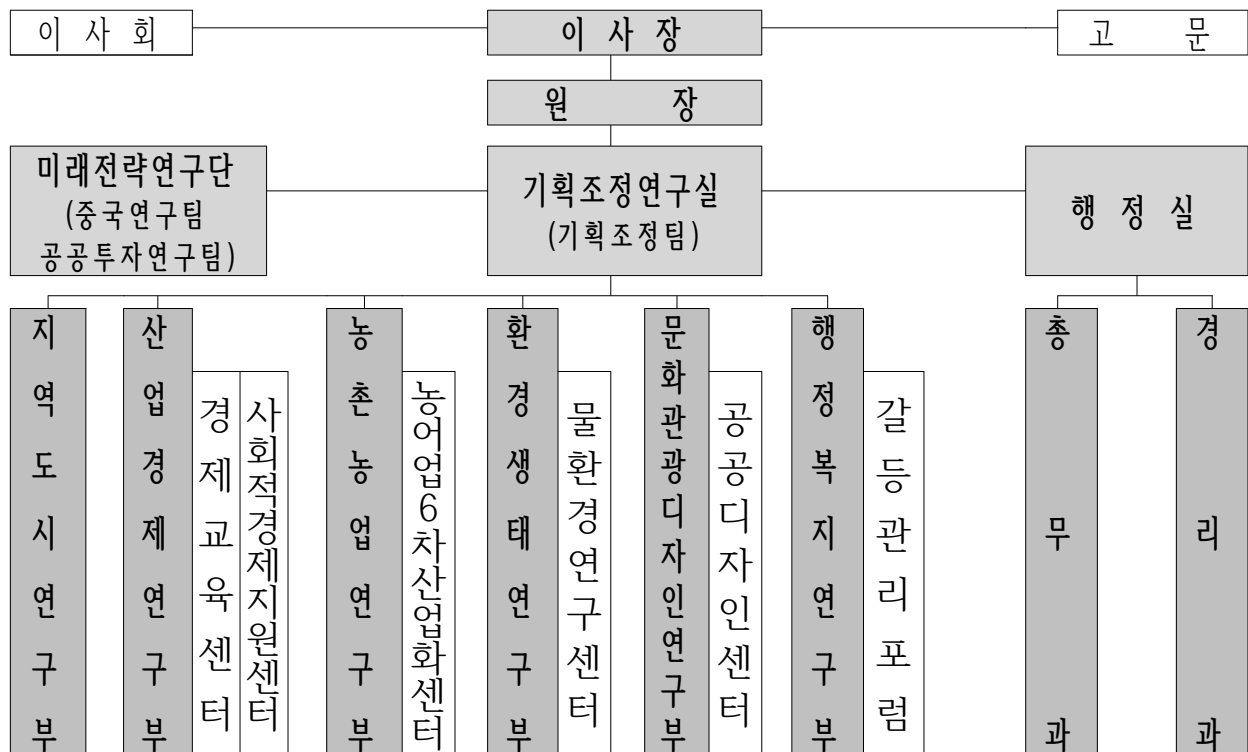 이 사 회
이 사 장
고 문
원 장
미래전략연구단
(중국연구팀
공공투자연구팀)
기획조정연구실
(기획조정팀)
행 정 실
지역도시연구부
산업경제연구부
경제교육센터
사회적경제지원센터
농촌농업연구부
농어업6차산업화센터
환경생태연구부
물환경연구센터
문화관광디자인연구부
공공디자인센터
행정복지연구부
갈등관리포럼
총무과
경리과